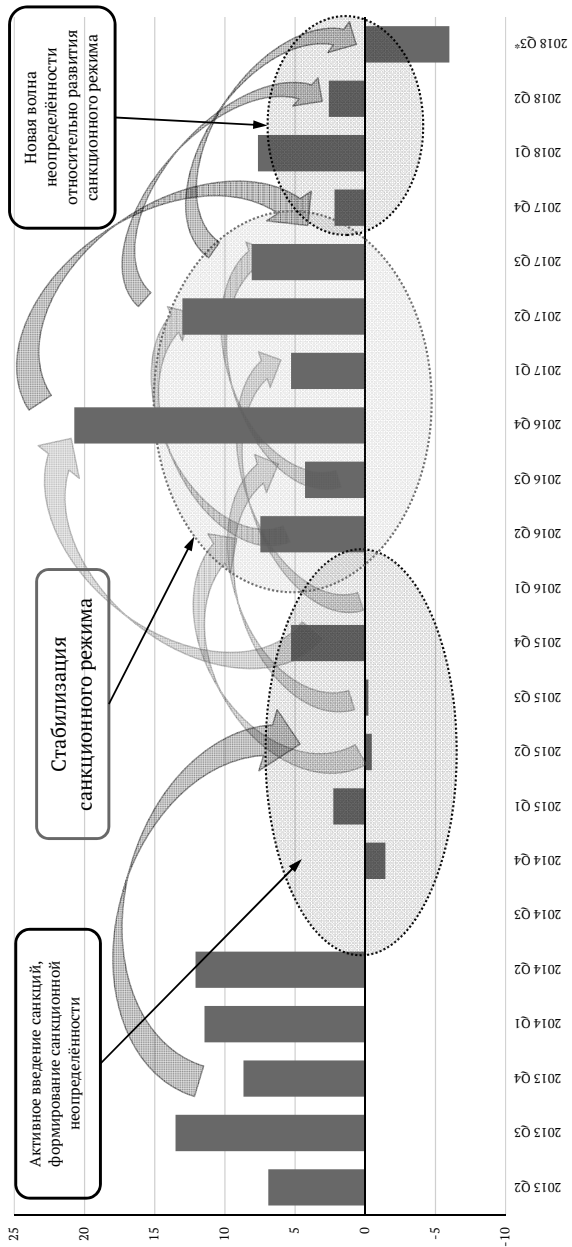 25
20
15
10
5
0
-5
-10
Активное введение санкций,
формирование санкционной
неопределённости
Стабилизация
санкционного режима
Новая волна
неопределённости
относительно развития
санкционного режима
2013 Q2
2013 Q3
2013 Q4
2014 Q1
2014 Q2
2014 Q3
2014 Q4
2015 Q1
2015 Q2
2015 Q3
2015 Q4
2016 Q1
2016 Q2
2016 Q3
2016 Q4
2017 Q1
2017 Q2
2017 Q3
2017 Q4
2018 Q1
2018 Q2
2018 Q3*